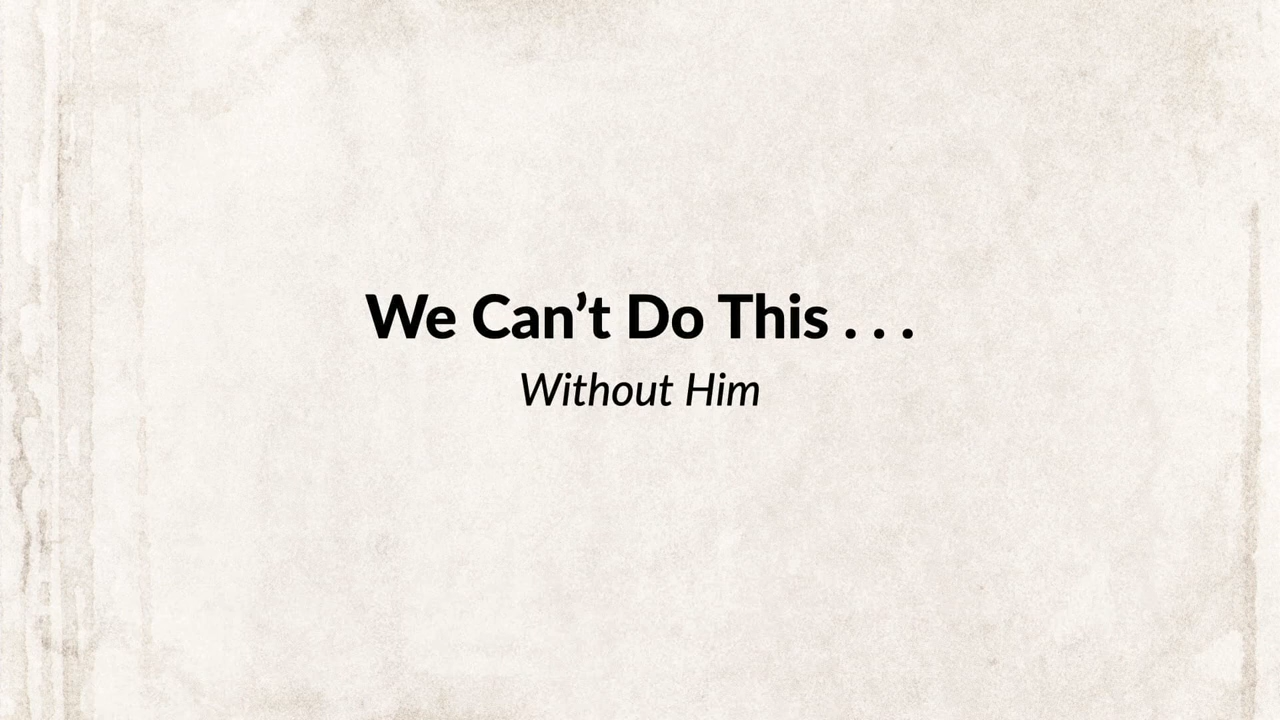 We Can’t Do This . . .
Without Him